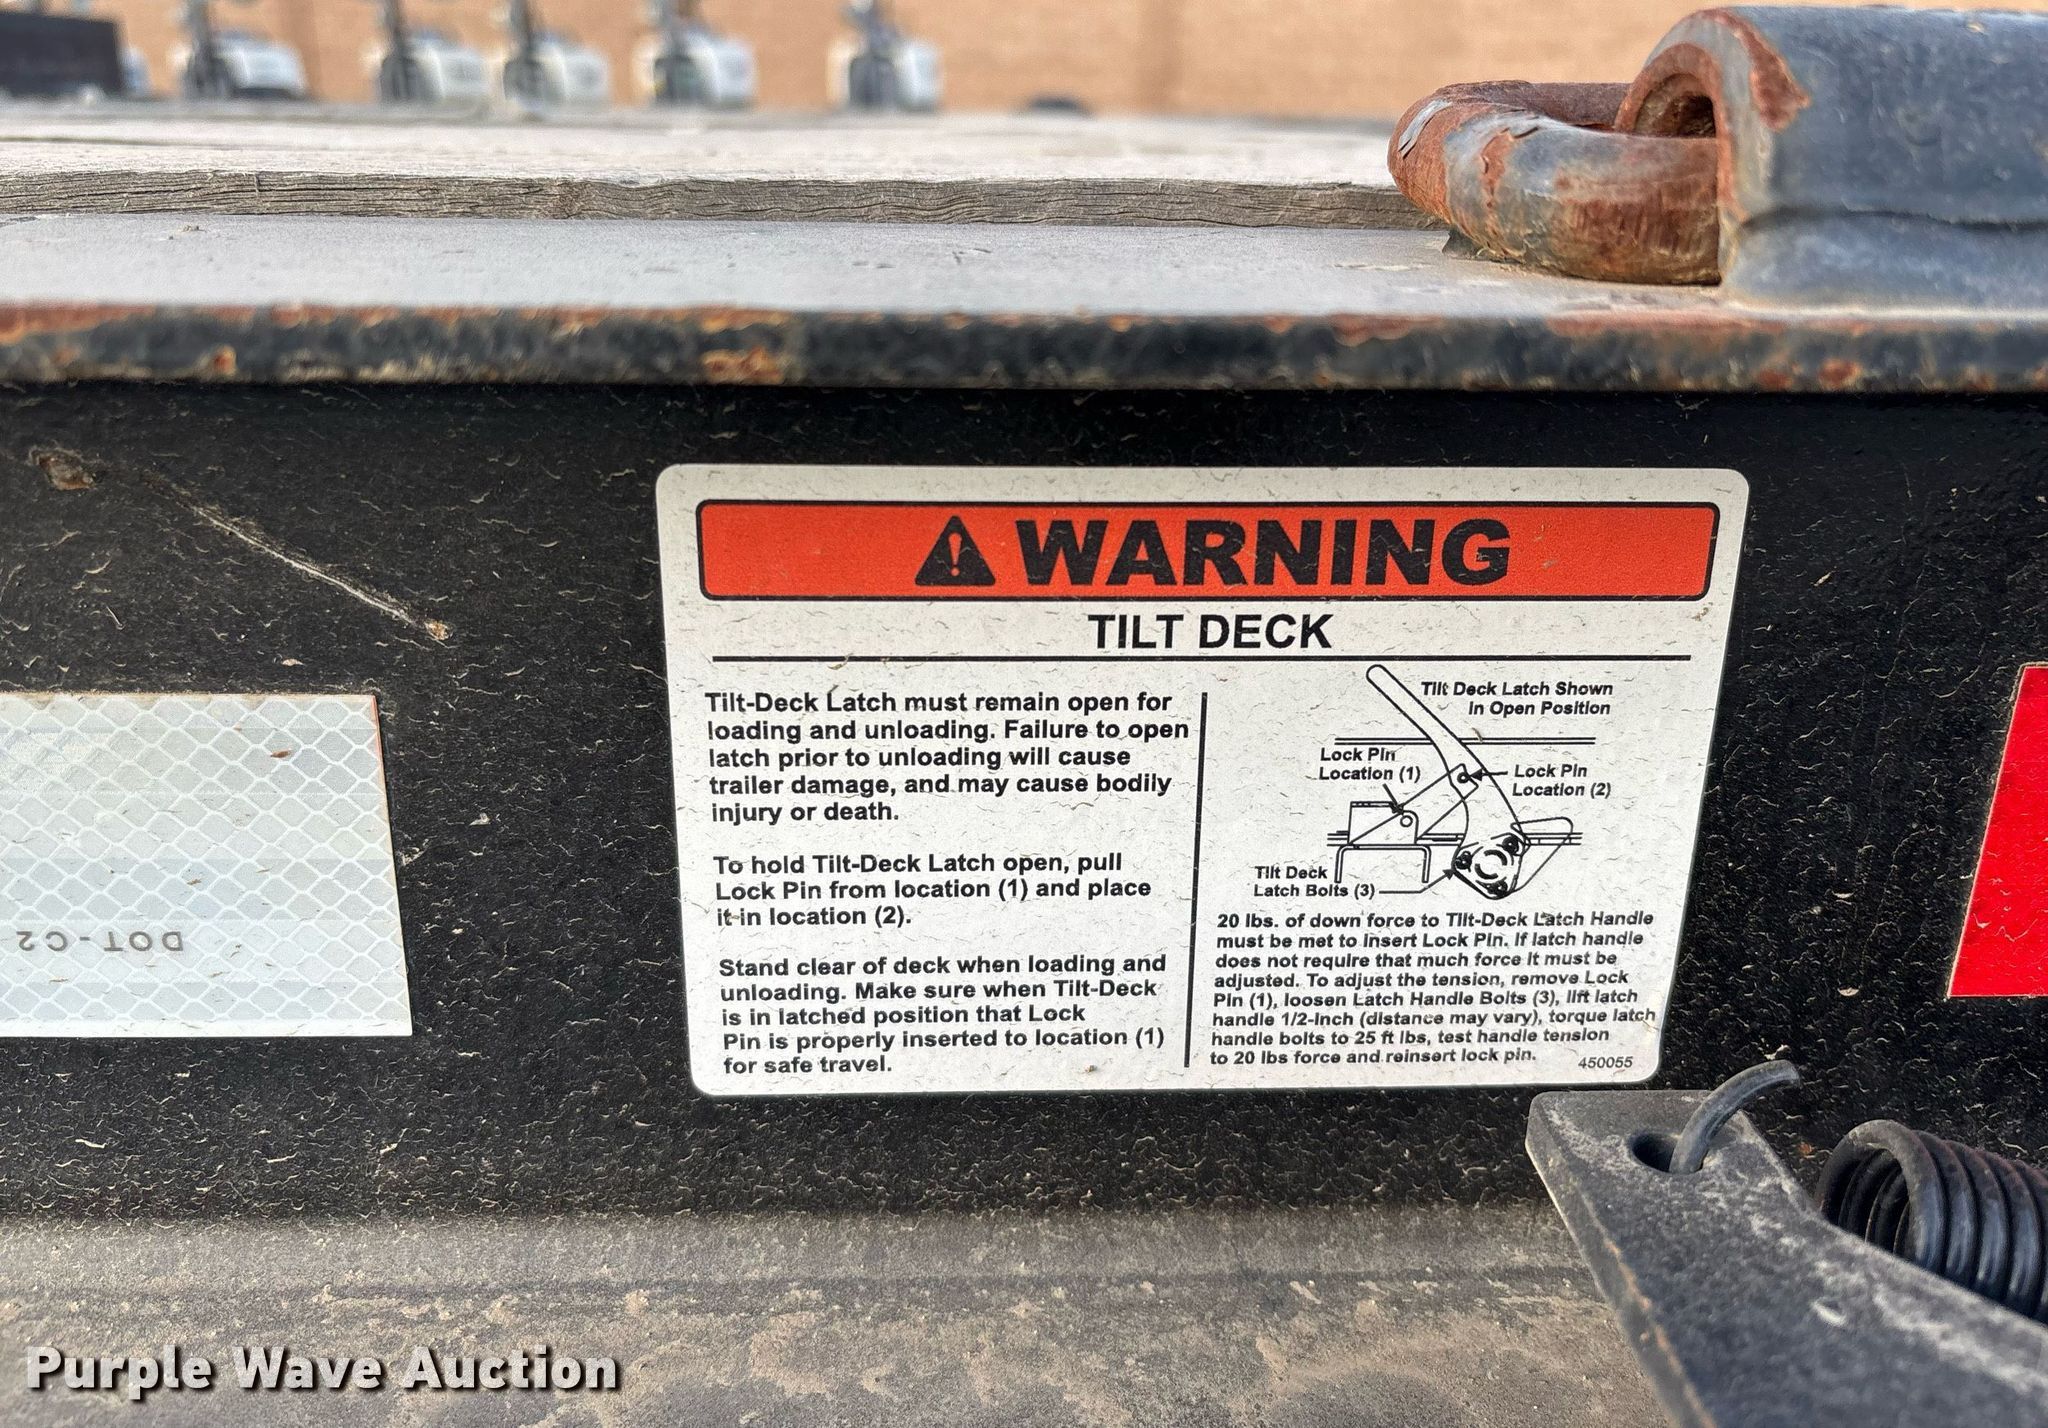 WARNING
TILT DECK
Tilt-Deck Latch must remain open for
loading and unloading. Failure to open
latch prior to unloading will cause
trailer damage, and may cause bodily
injury or death.
To hold Tilt-Deck Latch open, pull
Lock Pin from location (1) and place
it in location (2).
Stand clear of deck when loading and
unloading. Make sure when Tilt-Deck
is in latched position that Lock
Pin is properly inserted to location (1)
for safe travel.
Tilt Deck Latch Shown
in Open Position
Lock Pin
Location (1)
Lock Pin
Location (2)
Tilt Deck
Latch Bolts (3)
20 lbs. of down force to Tilt-Deck Latch Handle
must be met to insert Lock Pin. If latch handle
does not require that much force it must be
adjusted. To adjust the tension, remove Lock
Pin (1), loosen Latch Handle Bolts (3), lift latch
handle 1/2-inch (distance may vary), torque latch
handle bolts to 25 ft lbs, test handle tension
to 20 lbs force and reinsert lock pin.
450055
DOT-C2
Purple Wave Auction